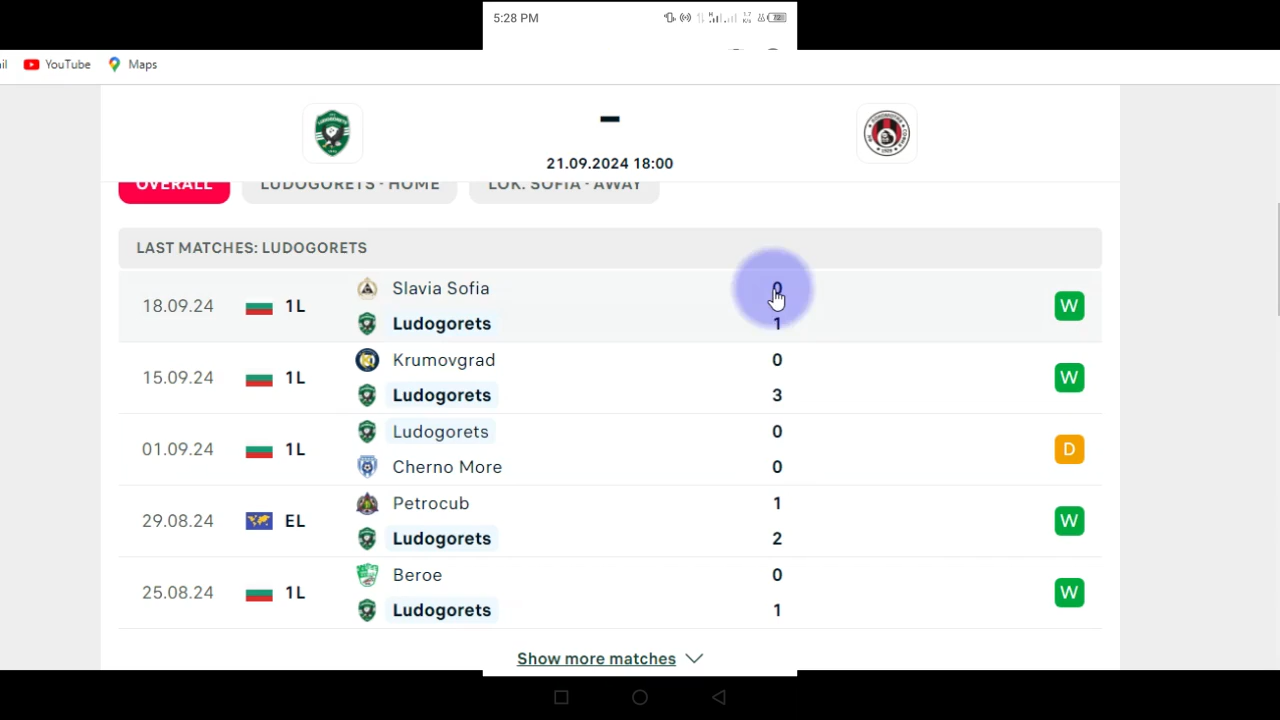 5:28 PM
il YouTube Maps
–
21.09.2024 18:00
OVERALL LUDOGORETS - HOME LOK. SOFIA - AWAY
LAST MATCHES: LUDOGORETS
18.09.24 1L Slavia Sofia 0 W
Ludogorets 1
15.09.24 1L Krumovgrad 0 W
Ludogorets 3
01.09.24 1L Ludogorets 0 D
Cherno More 0
29.08.24 EL Petrocub 1 W
Ludogorets 2
25.08.24 1L Beroe 0 W
Ludogorets 1
Show more matches